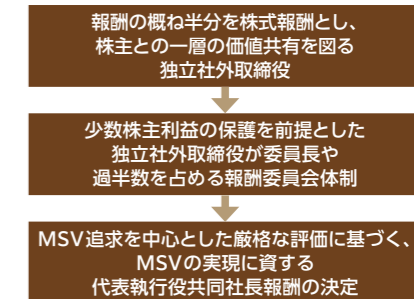 報酬の概ね半分を株式報酬とし、
株主との一層の価値共有を図る
独立社外取締役
少数株主利益の保護を前提とした
独立社外取締役が委員長や
過半数を占める報酬委員会体制
MSV追求を中心とした厳格な評価に基づく、
MSVの実現に資する
代表執行役共同社長報酬の決定